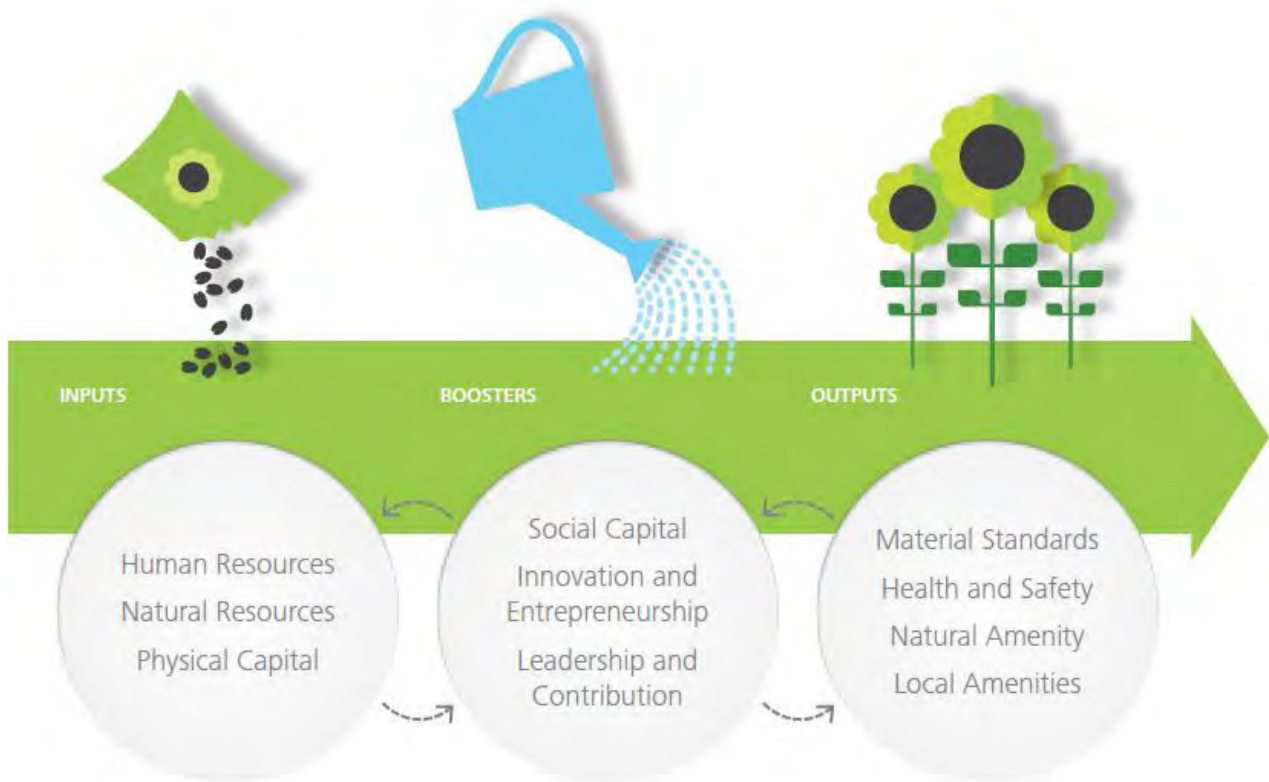 INPUTS
BOOSTERS
OUTPUTS
Human Resources
Natural Resources
Physical Capital
Social Capital
Innovation and
Entrepreneurship
Leadership and
Contribution
Material Standards
Health and Safety
Natural Amenity
Local Amenities